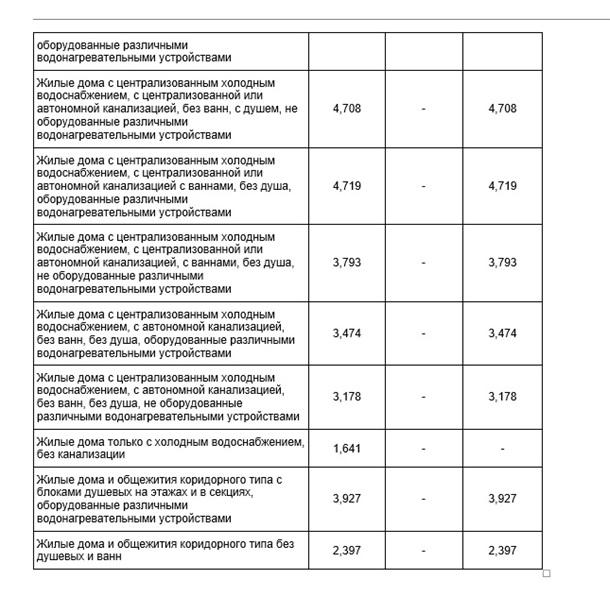 оборудованные различными
водонагревательными устройствами
Жилые дома с централизованным холодным
водоснабжением, с централизованной или
автономной канализацией, без ванн, с душем, не
оборудованные различными
водонагревательными устройствами
4,708 - 4,708
Жилые дома с централизованным холодным
водоснабжением, с централизованной или
автономной канализацией с ваннами, без душа,
оборудованные различными
водонагревательными устройствами
4,719 - 4,719
Жилые дома с централизованным холодным
водоснабжением, с централизованной или
автономной канализацией, с ваннами, без душа,
не оборудованные различными
водонагревательными устройствами
3,793 - 3,793
Жилые дома с централизованным холодным
водоснабжением, с автономной канализацией,
без ванн, без душа, оборудованные различными
водонагревательными устройствами
3,474 - 3,474
Жилые дома с централизованным холодным
водоснабжением, с автономной канализацией,
без ванн, без душа, не оборудованные
различными водонагревательными устройствами
3,178 - 3,178
Жилые дома только с холодным водоснабжением,
без канализации
1,641 - -
Жилые дома и общежития коридорного типа с
блоками душевых на этажах и в секциях,
оборудованные различными
водонагревательными устройствами
3,927 - 3,927
Жилые дома и общежития коридорного типа без
душевых и ванн
2,397 - 2,397